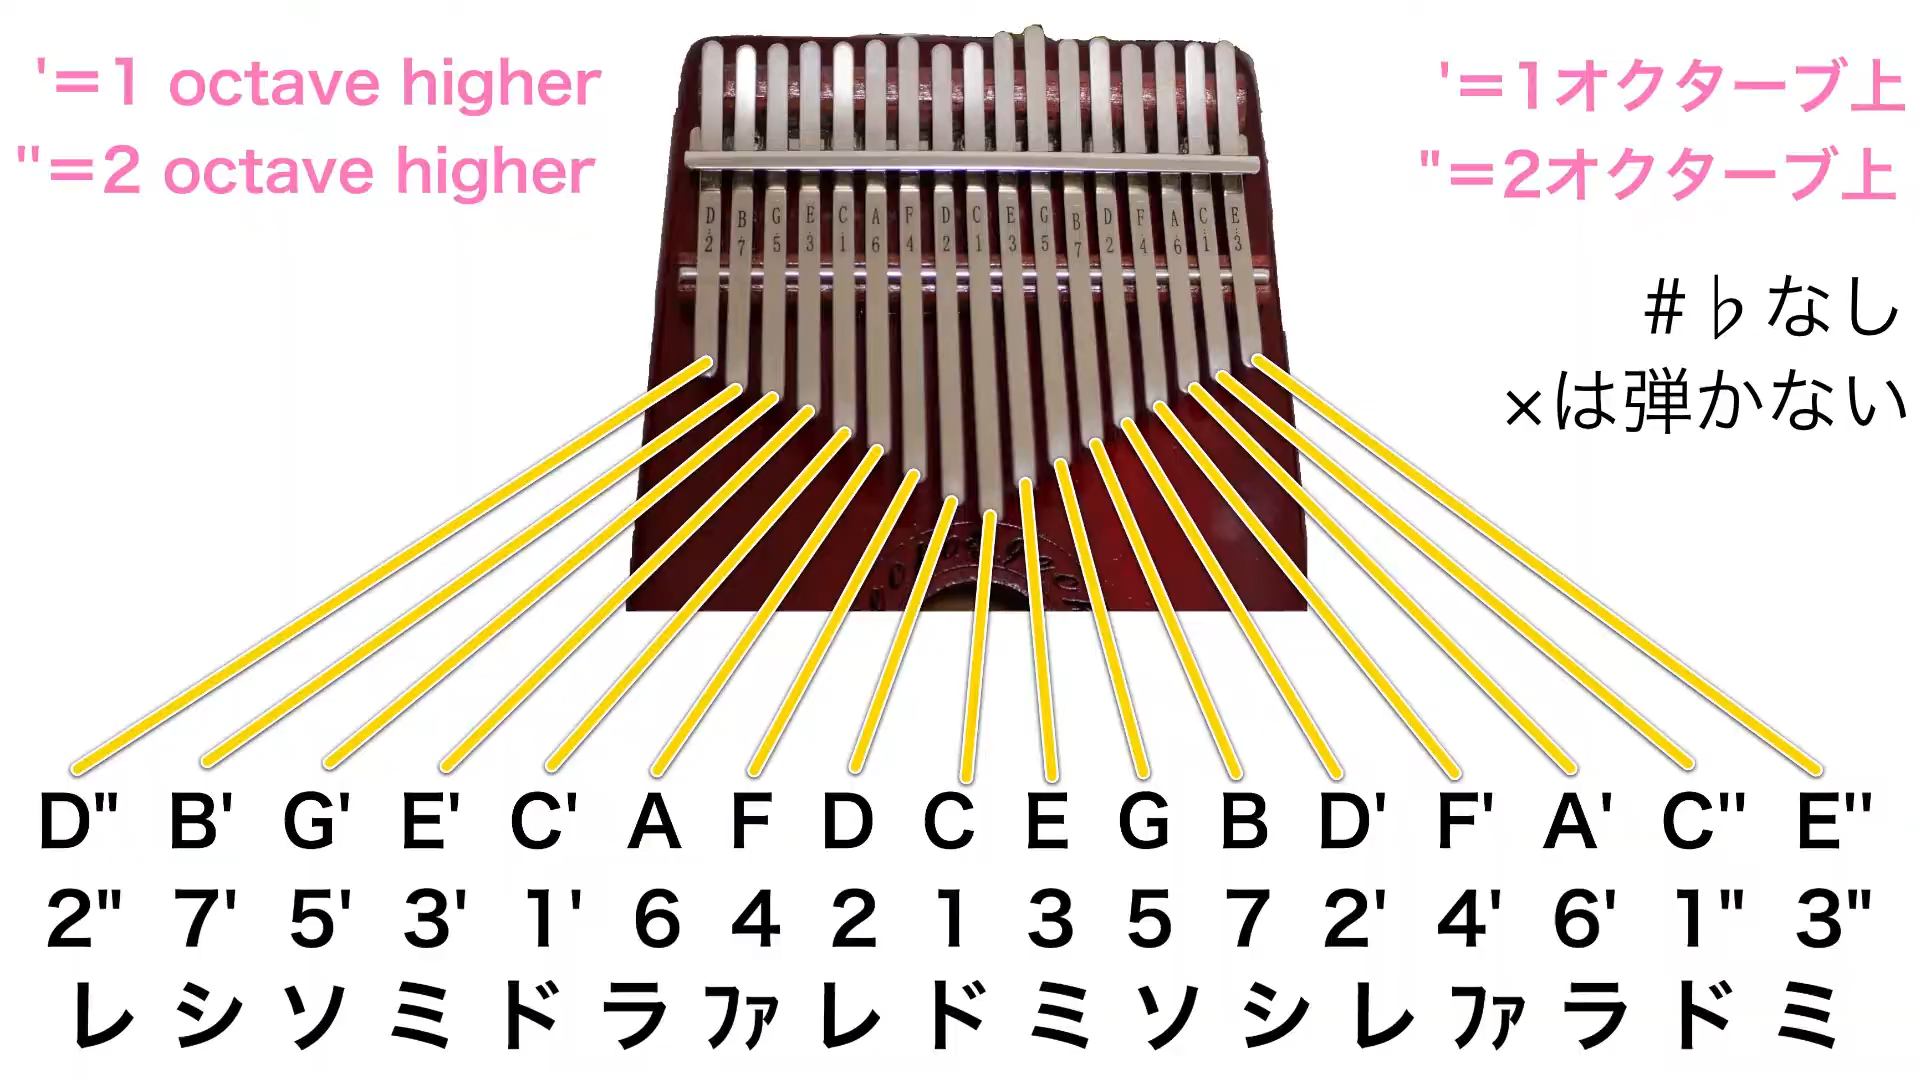 '=1 octave higher
"=2 octave higher
'=1オクターブ上
"=2オクターブ上
#♭なし
×は弾かない
D B G E C A F D C E G B D F A C E
2 7 5 3 1 6 4 2 1 3 5 7 2 4 6 1 3
D" B' G' E' C' A F D C E G B D' F' A' C" E"
2" 7' 5' 3' 1' 6 4 2 1 3 5 7 2' 4' 6' 1" 3"
レ シ ソ ミ ド ラ ファ レ ド ミ ソ シ レ ファ ラ ド ミ